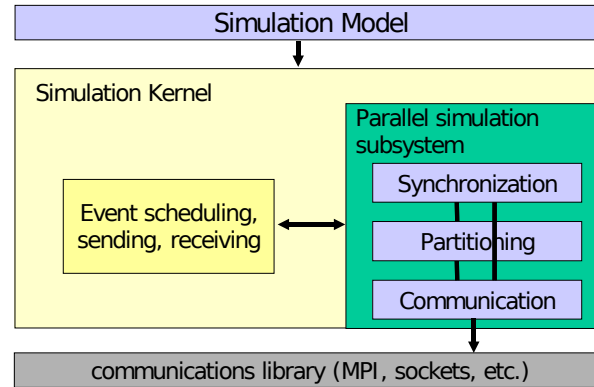 Simulation Model
Simulation Kernel
Parallel simulation
subsystem
Synchronization
Event scheduling,
sending, receiving
Partitioning
Communication
communications library (MPI, sockets, etc.)